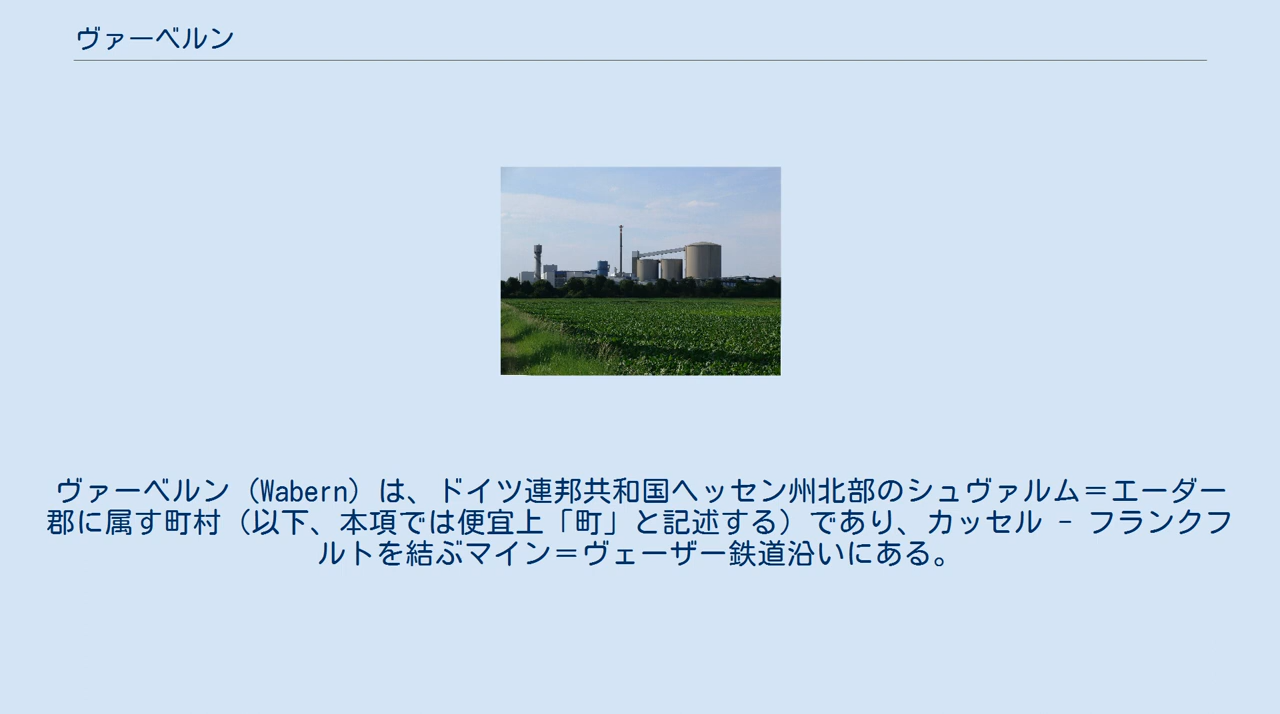 ヴァーベルン
ヴァーベルン（Wabern）は、ドイツ連邦共和国ヘッセン州北部のシュヴァルム＝エーダー
郡に属す町村（以下、本項では便宜上「町」と記述する）であり、カッセル - フランクフ
ルトを結ぶマイン＝ヴェーザー鉄道沿いにある。